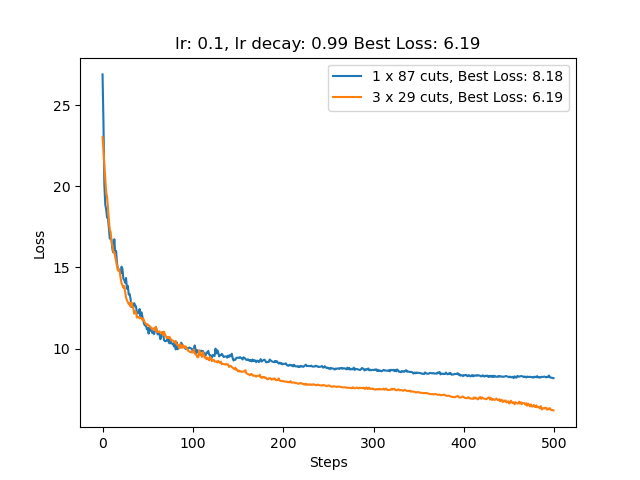 lr: 0.1, lr decay: 0.99 Best Loss: 6.19
1 x 87 cuts, Best Loss: 8.18
3 x 29 cuts, Best Loss: 6.19
Loss
25
20
15
10
0 100 200 300 400 500
Steps